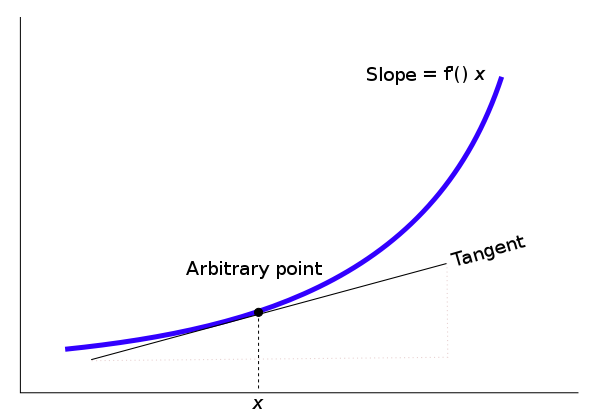 Slope = f'() x
Tangent
Arbitrary point
x